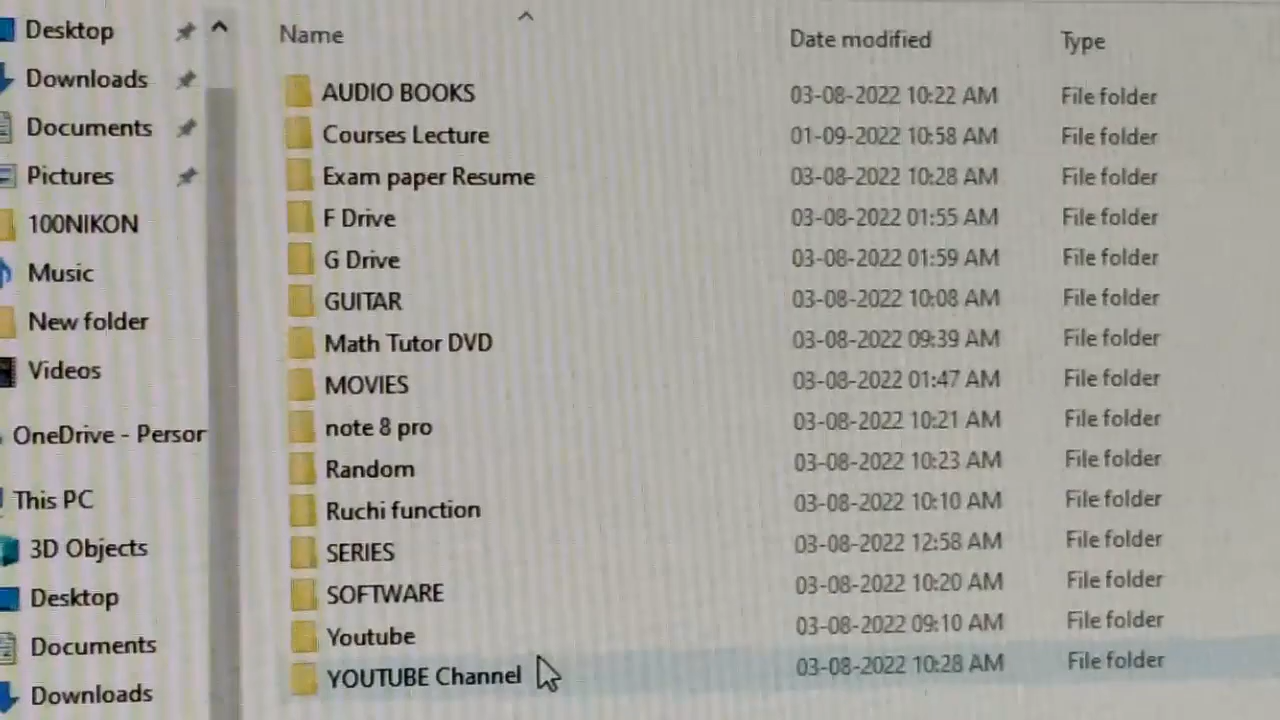 Desktop
Downloads
Documents
Pictures
100NIKON
Music
New folder
Videos
OneDrive - Person
This PC
3D Objects
Desktop
Documents
Downloads
Name Date modified Type
AUDIO BOOKS 03-08-2022 10:22 AM File folder
Courses Lecture 01-09-2022 10:58 AM File folder
Exam paper Resume 03-08-2022 10:28 AM File folder
F Drive 03-08-2022 01:55 AM File folder
G Drive 03-08-2022 01:59 AM File folder
GUITAR 03-08-2022 10:08 AM File folder
Math Tutor DVD 03-08-2022 09:39 AM File folder
MOVIES 03-08-2022 01:47 AM File folder
note 8 pro 03-08-2022 10:21 AM File folder
Random 03-08-2022 10:23 AM File folder
Ruchi function 03-08-2022 10:10 AM File folder
SERIES 03-08-2022 12:58 AM File folder
SOFTWARE 03-08-2022 10:20 AM File folder
Youtube 03-08-2022 09:10 AM File folder
YOUTUBE Channel 03-08-2022 10:28 AM File folder